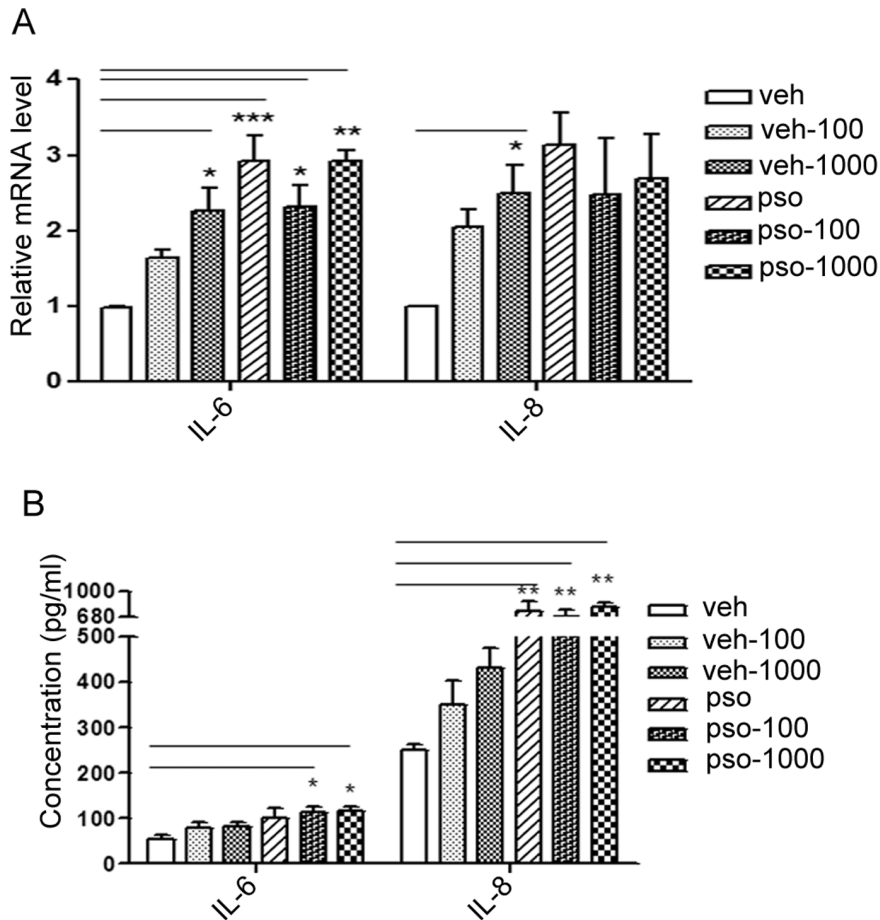 A
Relative mRNA level
4
3
2
1
0
*
***
*
**
*
IL-6
IL-8
veh
veh-100
veh-1000
pso
pso-100
pso-1000
B
Concentration (pg/ml)
1000
680
500
400
300
200
100
0
*
*
**
**
**
IL-6
IL-8
veh
veh-100
veh-1000
pso
pso-100
pso-1000